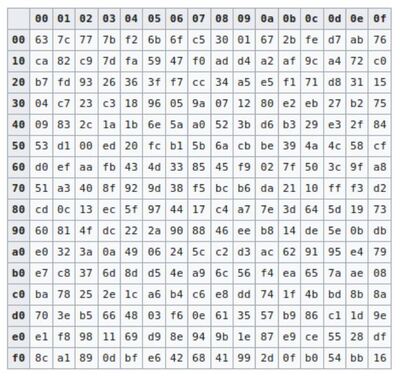 00 01 02 03 04 05 06 07 08 09 0a 0b 0c 0d 0e 0f
00 63 7c 77 7b f2 6b 6f c5 30 01 67 2b fe d7 ab 76
10 ca 82 c9 7d fa 59 47 f0 ad d4 a2 af 9c a4 72 c0
20 b7 fd 93 26 36 3f f7 cc 34 a5 e5 f1 71 d8 31 15
30 04 c7 23 c3 18 96 05 9a 07 12 80 e2 eb 27 b2 75
40 09 83 2c 1a 1b 6e 5a a0 52 3b d6 b3 29 e3 2f 84
50 53 d1 00 ed 20 fc b1 5b 6a cb be 39 4a 4c 58 cf
60 d0 ef aa fb 43 4d 33 85 45 f9 02 7f 50 3c 9f a8
70 51 a3 40 8f 92 9d 38 f5 bc b6 da 21 10 ff f3 d2
80 cd 0c 13 ec 5f 97 44 17 c4 a7 7e 3d 64 5d 19 73
90 60 81 4f dc 22 2a 90 88 46 ee b8 14 de 5e 0b db
a0 e0 32 3a 0a 49 06 24 5c c2 d3 ac 62 91 95 e4 79
b0 e7 c8 37 6d 8d d5 4e a9 6c 56 f4 ea 65 7a ae 08
c0 ba 78 25 2e 1c a6 b4 c6 e8 dd 74 1f 4b bd 8b 8a
d0 70 3e b5 66 48 03 f6 0e 61 35 57 b9 86 c1 1d 9e
e0 e1 f8 98 11 69 d9 8e 94 9b 1e 87 e9 ce 55 28 df
f0 8c a1 89 0d bf e6 42 68 41 99 2d 0f b0 54 bb 16